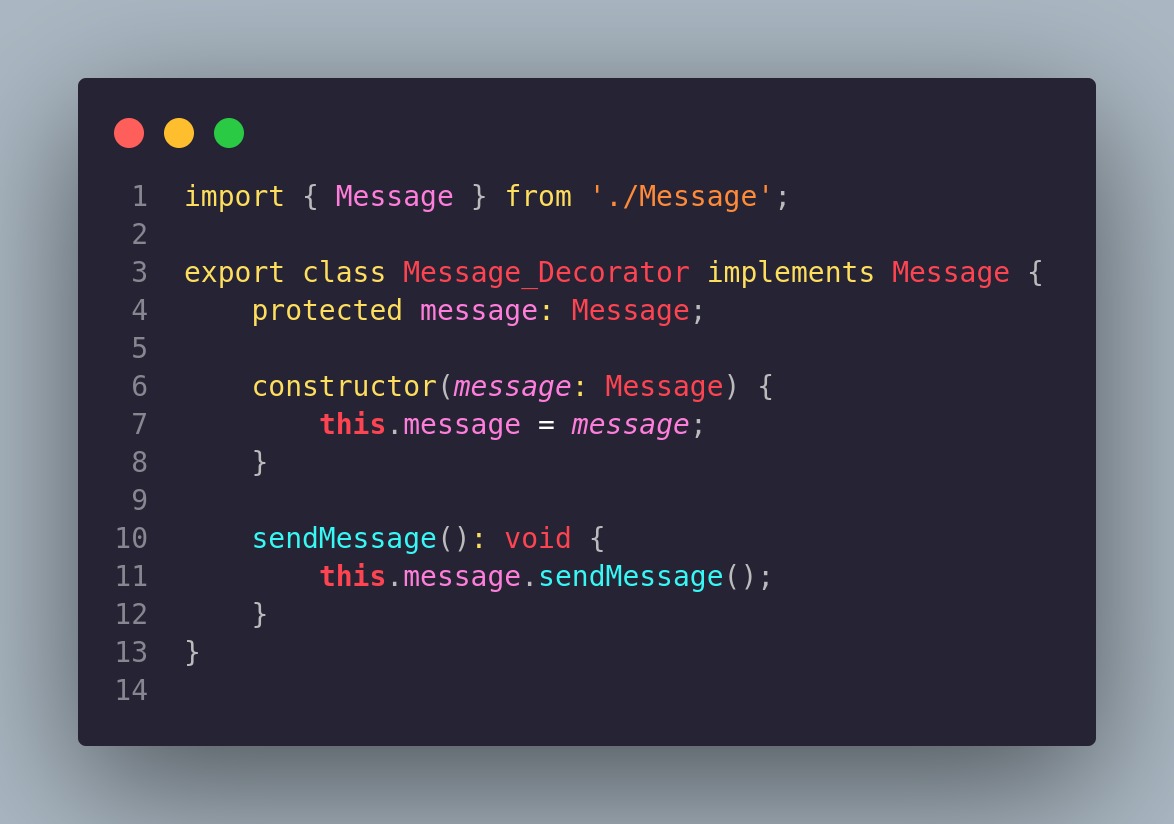 1 import { Message } from './Message';
2
3 export class Message_Decorator implements Message {
4     protected message: Message;
5
6     constructor(message: Message) {
7         this.message = message;
8     }
9
10     sendMessage(): void {
11         this.message.sendMessage();
12     }
13 }
14